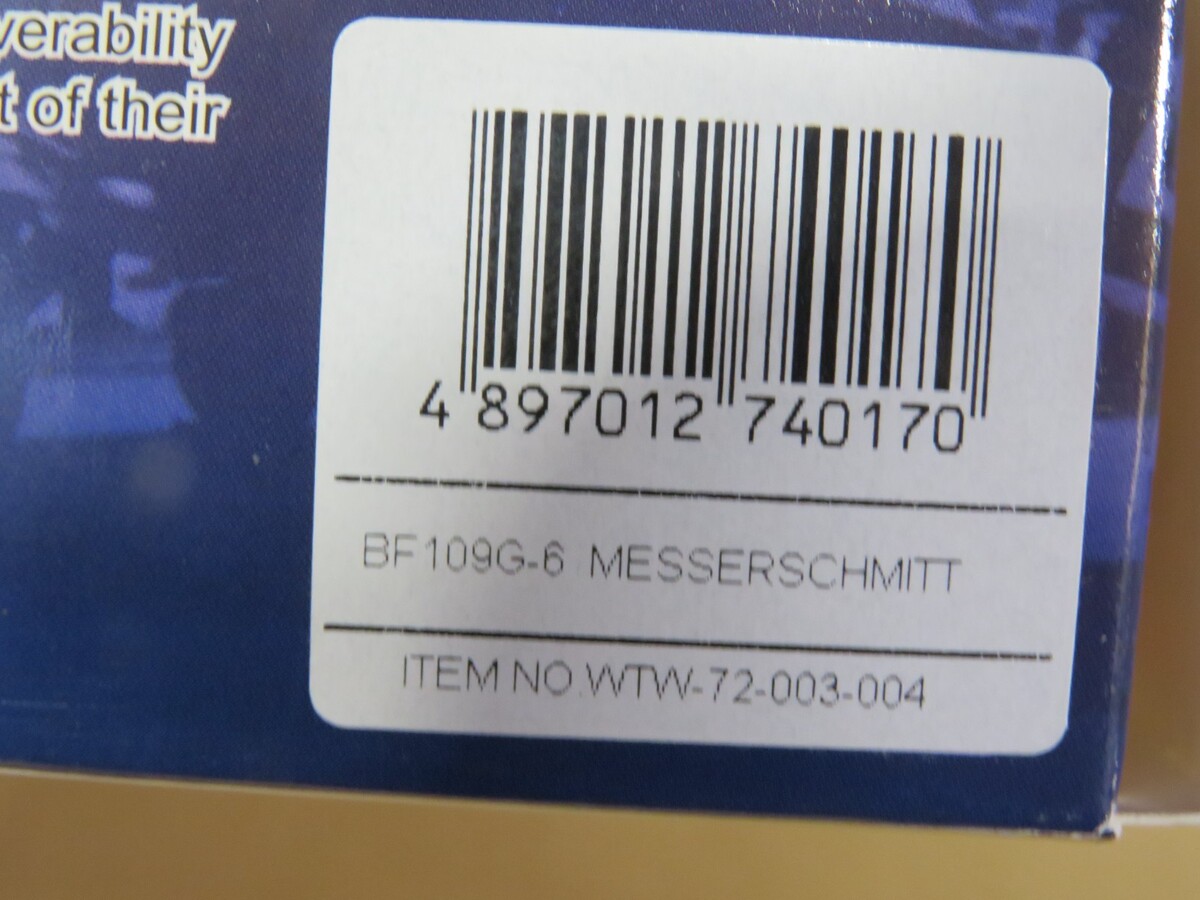 verability
t of their
4 897012 740170
BF109G-6 MESSERSCHMITT
ITEM NO.WTW-72-003-004